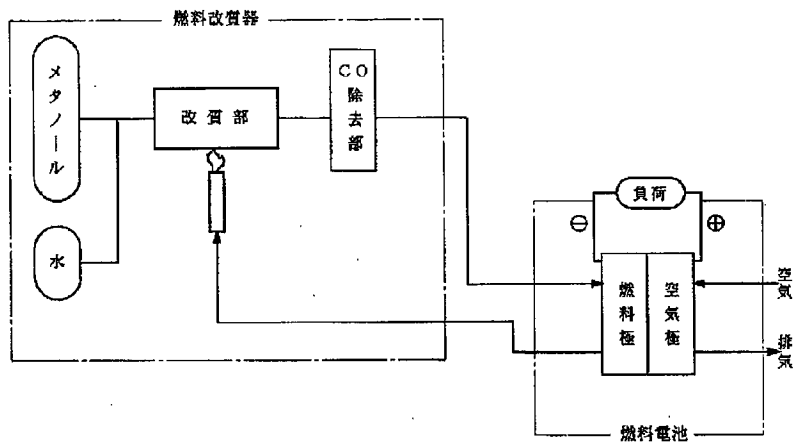 燃料改質器
メタノール
水
改質部
CO
除去部
負荷
⊖
⊕
燃料極
空気極
空気
排気
燃料電池